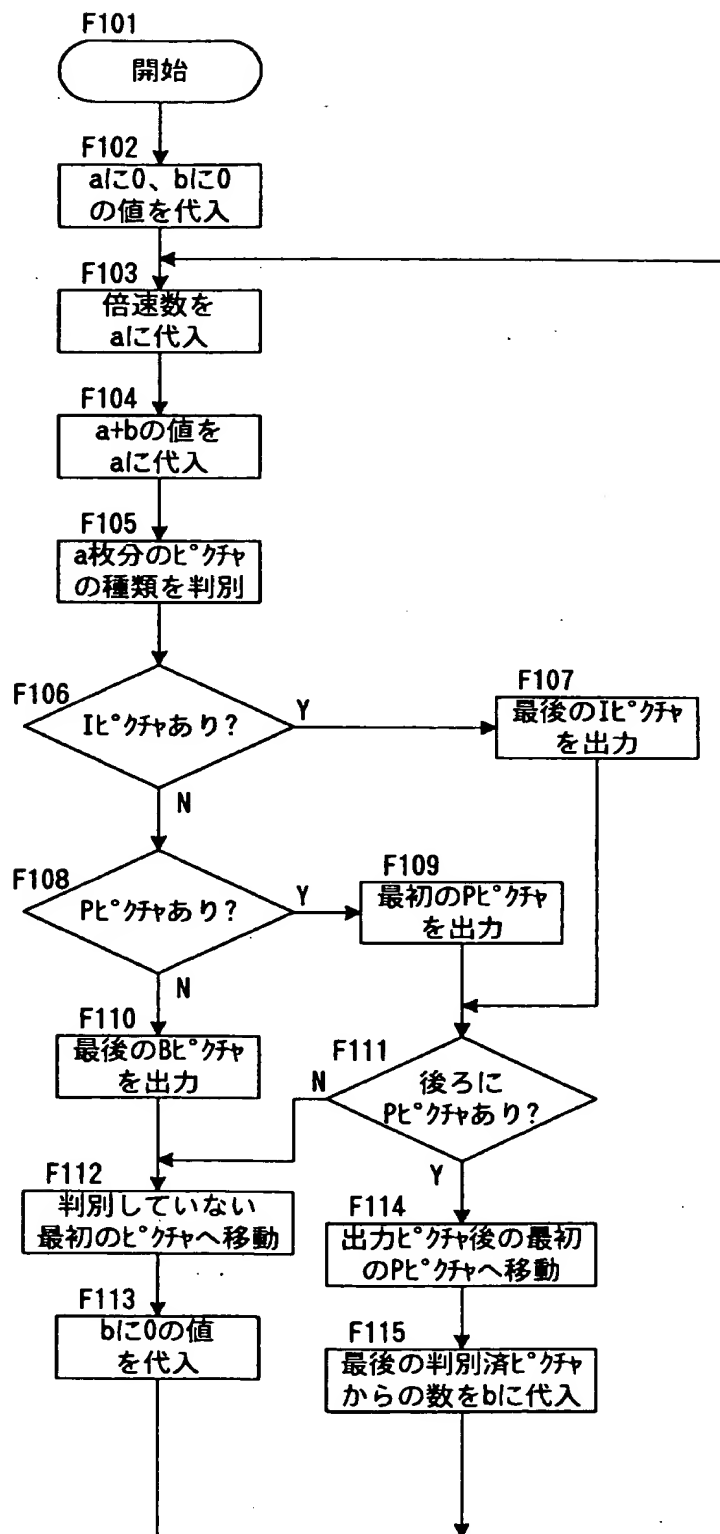 F101
開始
F102
aに0、bに0
の値を代入
F103
倍速数を
aに代入
F104
a+bの値を
aに代入
F105
a枚分のﾋﾟｸﾁｬ
の種類を判別
F106
Iﾋﾟｸﾁｬあり?
Y
N
F107
最後のIﾋﾟｸﾁｬ
を出力
F108
Pﾋﾟｸﾁｬあり?
Y
N
F109
最初のPﾋﾟｸﾁｬ
を出力
F110
最後のBﾋﾟｸﾁｬ
を出力
F111
後ろに
Pﾋﾟｸﾁｬあり?
N
Y
F112
判別していない
最初のﾋﾟｸﾁｬへ移動
F113
bに0の値
を代入
F114
出力ﾋﾟｸﾁｬ後の最初
のPﾋﾟｸﾁｬへ移動
F115
最後の判別済ﾋﾟｸﾁｬ
からの数をbに代入